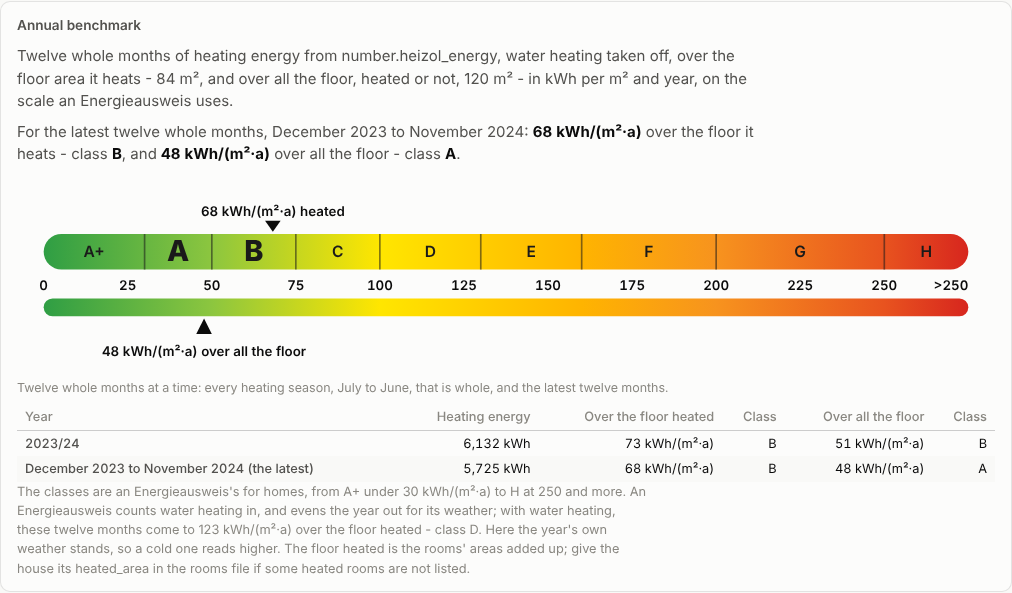 Annual benchmark
Twelve whole months of heating energy from number.heizol_energy, water heating taken off, over the
floor area it heats - 84 m², and over all the floor, heated or not, 120 m² - in kWh per m² and year, on the
scale an Energieausweis uses.
For the latest twelve whole months, December 2023 to November 2024: 68 kWh/(m²·a) over the floor it
heats - class B, and 48 kWh/(m²·a) over all the floor - class A.
68 kWh/(m²·a) heated
A+ A B C D E F G H
0 25 50 75 100 125 150 175 200 225 250 >250
48 kWh/(m²·a) over all the floor
Twelve whole months at a time: every heating season, July to June, that is whole, and the latest twelve months.
Year Heating energy Over the floor heated Class Over all the floor Class
2023/24 6,132 kWh 73 kWh/(m²·a) B 51 kWh/(m²·a) B
December 2023 to November 2024 (the latest) 5,725 kWh 68 kWh/(m²·a) B 48 kWh/(m²·a) A
The classes are an Energieausweis's for homes, from A+ under 30 kWh/(m²·a) to H at 250 and more. An
Energieausweis counts water heating in, and evens the year out for its weather; with water heating,
these twelve months come to 123 kWh/(m²·a) over the floor heated - class D. Here the year's own
weather stands, so a cold one reads higher. The floor heated is the rooms' areas added up; give the
house its heated_area in the rooms file if some heated rooms are not listed.